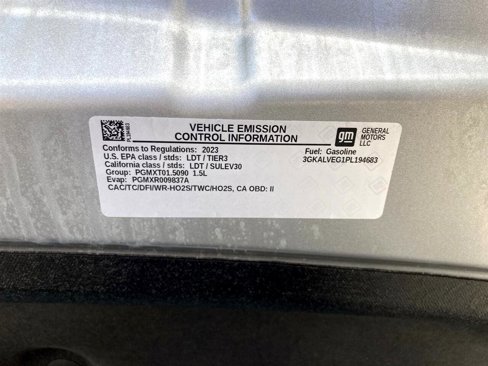 PL194683
VEHICLE EMISSION
CONTROL INFORMATION
gm
GENERAL
MOTORS
LLC
Conforms to Regulations: 2023
U.S. EPA class / stds: LDT / TIER3
California class / stds: LDT / SULEV30
Group: PGMXT01.5090 1.5L
Evap: PGMXR009837A
CAC/TC/DFI/WR-HO2S/TWC/HO2S, CA OBD: II
Fuel: Gasoline
3GKALVEG1PL194683